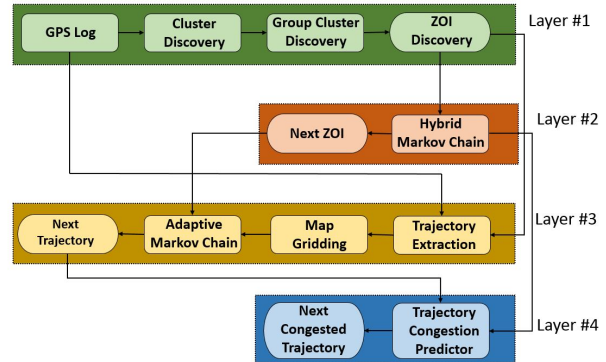 GPS Log
Cluster
Discovery
Group Cluster
Discovery
ZOI
Discovery
Layer #1
Next ZOI
Hybrid
Markov Chain
Layer #2
Next
Trajectory
Adaptive
Markov Chain
Map
Gridding
Trajectory
Extraction
Layer #3
Next
Congested
Trajectory
Trajectory
Congestion
Predictor
Layer #4